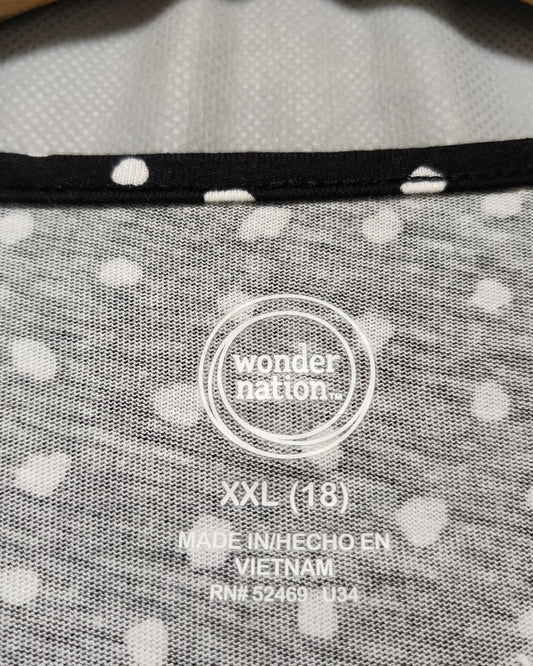 wonder
nation™
XXL (18)
MADE IN/HECHO EN
VIETNAM
RN# 52469 U34